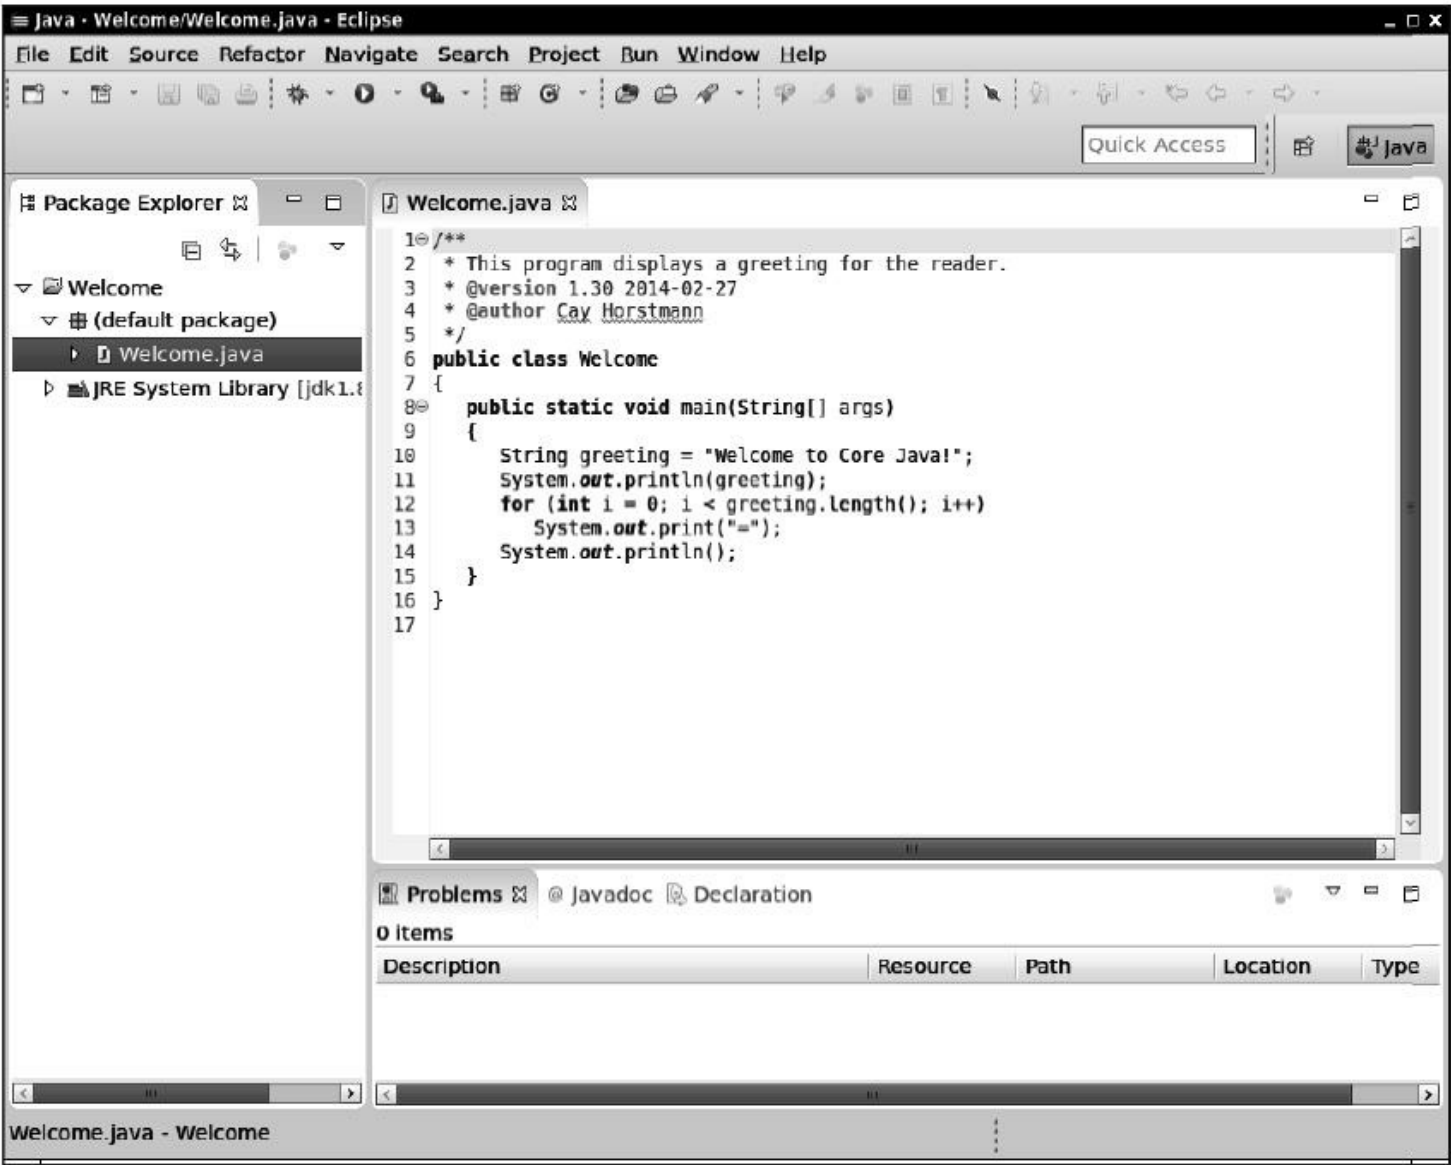 Java - Welcome/Welcome.java - Eclipse
File Edit Source Refactor Navigate Search Project Run Window Help
Quick Access
Java
Package Explorer
Welcome
(default package)
Welcome.java
JRE System Library [jdk1.8
Welcome.java
1 /**
2  * This program displays a greeting for the reader.
3  * @version 1.30 2014-02-27
4  * @author Cay Horstmann
5  */
6 public class Welcome
7 {
8    public static void main(String[] args)
9    {
10       String greeting = "Welcome to Core Java!";
11       System.out.println(greeting);
12       for (int i = 0; i < greeting.length(); i++)
13          System.out.print("=");
14       System.out.println();
15    }
16 }
17
Problems @ Javadoc Declaration
0 items
Description Resource Path Location Type
Welcome.java - Welcome